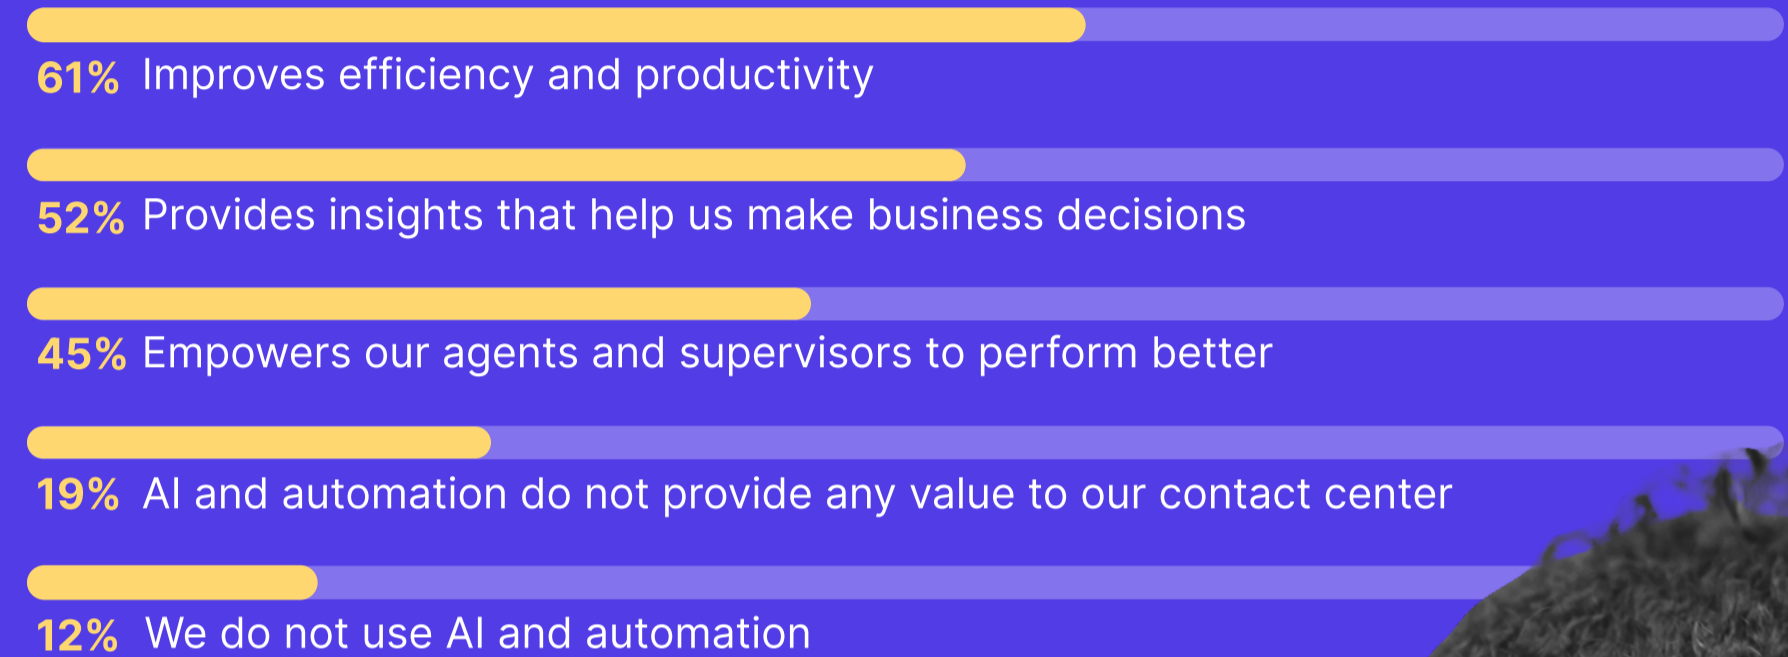 61% Improves efficiency and productivity
52% Provides insights that help us make business decisions
45% Empowers our agents and supervisors to perform better
19% AI and automation do not provide any value to our contact center
12% We do not use AI and automation